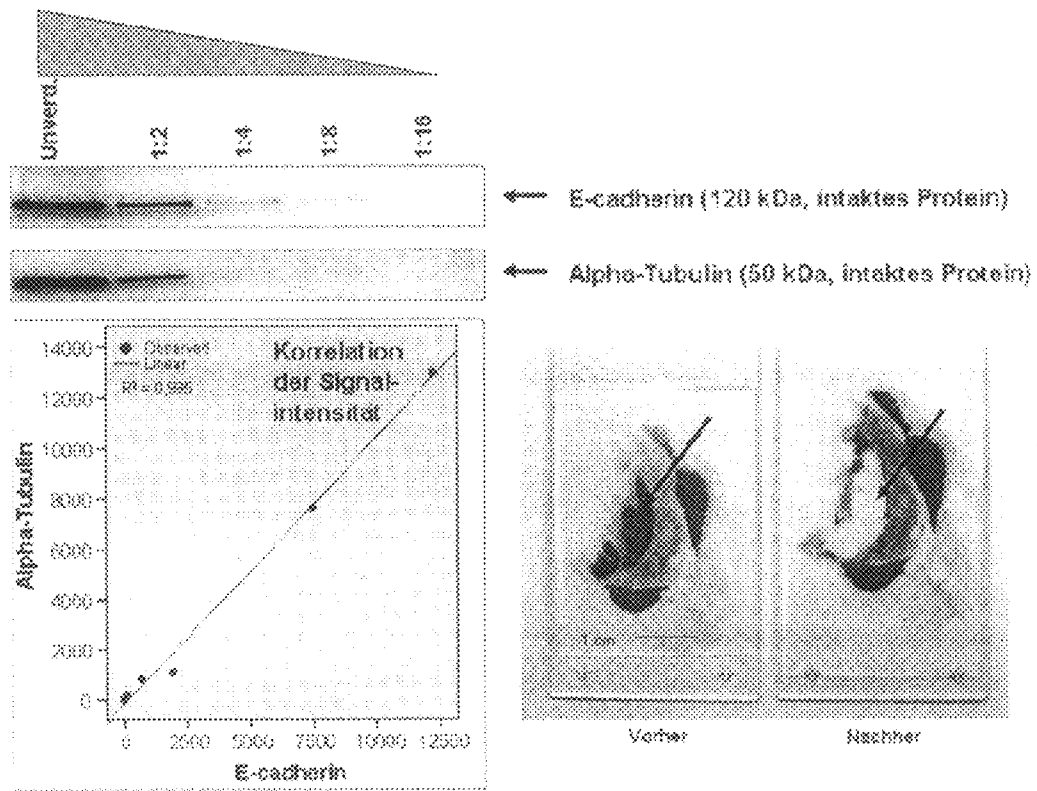 Unverd.
1:2
1:4
1:8
1:16
E-cadherin (120 kDa, intaktes Protein)
Alpha-Tubulin (50 kDa, intaktes Protein)
Observed
Linear
Korrelation
der Signal-
intensität
14000
12000
10000
8000
6000
4000
2000
0
Alpha-Tubulin
0
2500
5000
7500
10000
12500
E-cadherin
Vorher
Nachher